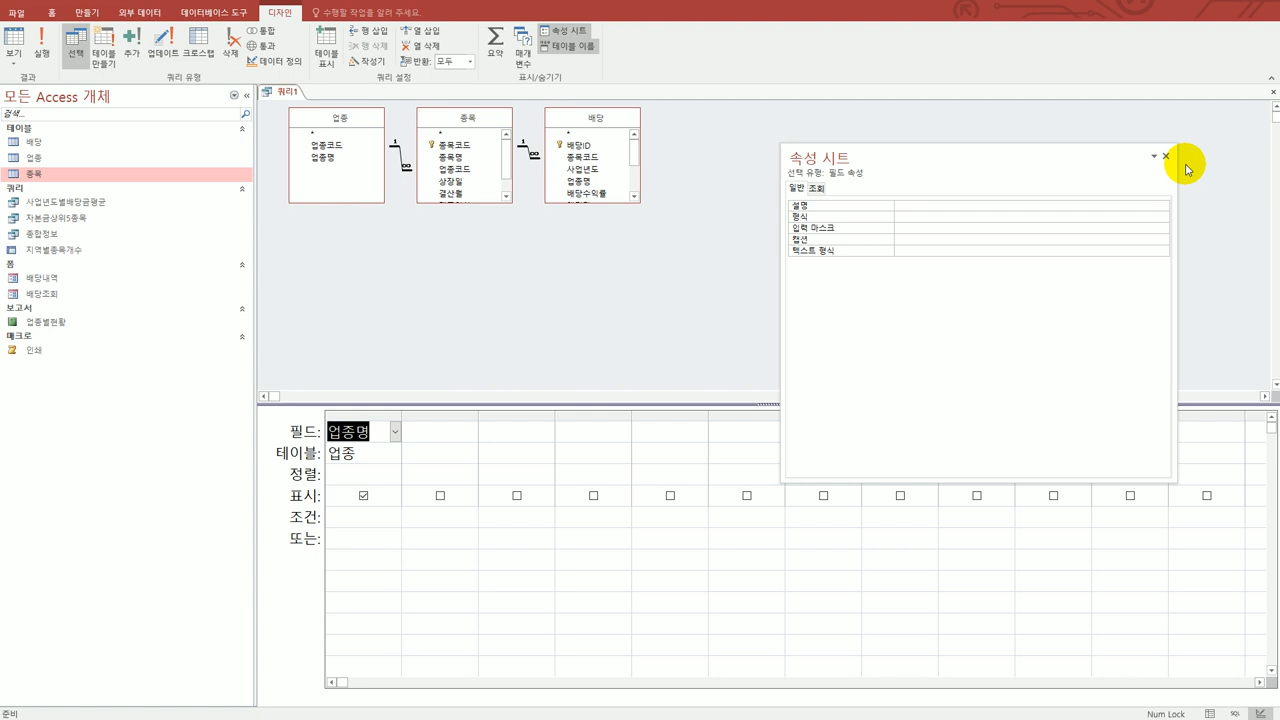 파일 홈 만들기 외부 데이터 데이터베이스 도구 디자인 수행할 작업을 알려 주세요.
보기 실행 선택 테이블 만들기 추가 업데이트 크로스탭 삭제 통합 통과 데이터 정의 테이블 표시 행 삽입 행 삭제 작성기 열 삽입 열 삭제 반환: 모두 요약 매개 변수 속성 시트 테이블 이름
결과 쿼리 유형 쿼리 설정 표시/숨기기
모든 Access 개체
검색...
테이블
배당
업종
종목
쿼리
사업년도별배당금평균
자본금상위5종목
종합정보
지역별종목개수
폼
배당내역
배당조회
보고서
업종별현황
매크로
인쇄
쿼리1
업종
*
업종코드
업종명
1
∞
종목
*
종목코드
종목명
업종코드
상장일
결산월
1
∞
배당
*
배당ID
종목코드
사업년도
업종명
배당수익률
속성 시트
선택 유형: 필드 속성
일반 조회
설명
형식
입력 마스크
캡션
텍스트 형식
필드: 업종명
테이블: 업종
정렬:
표시:
조건:
또는:
준비 Num Lock SQL